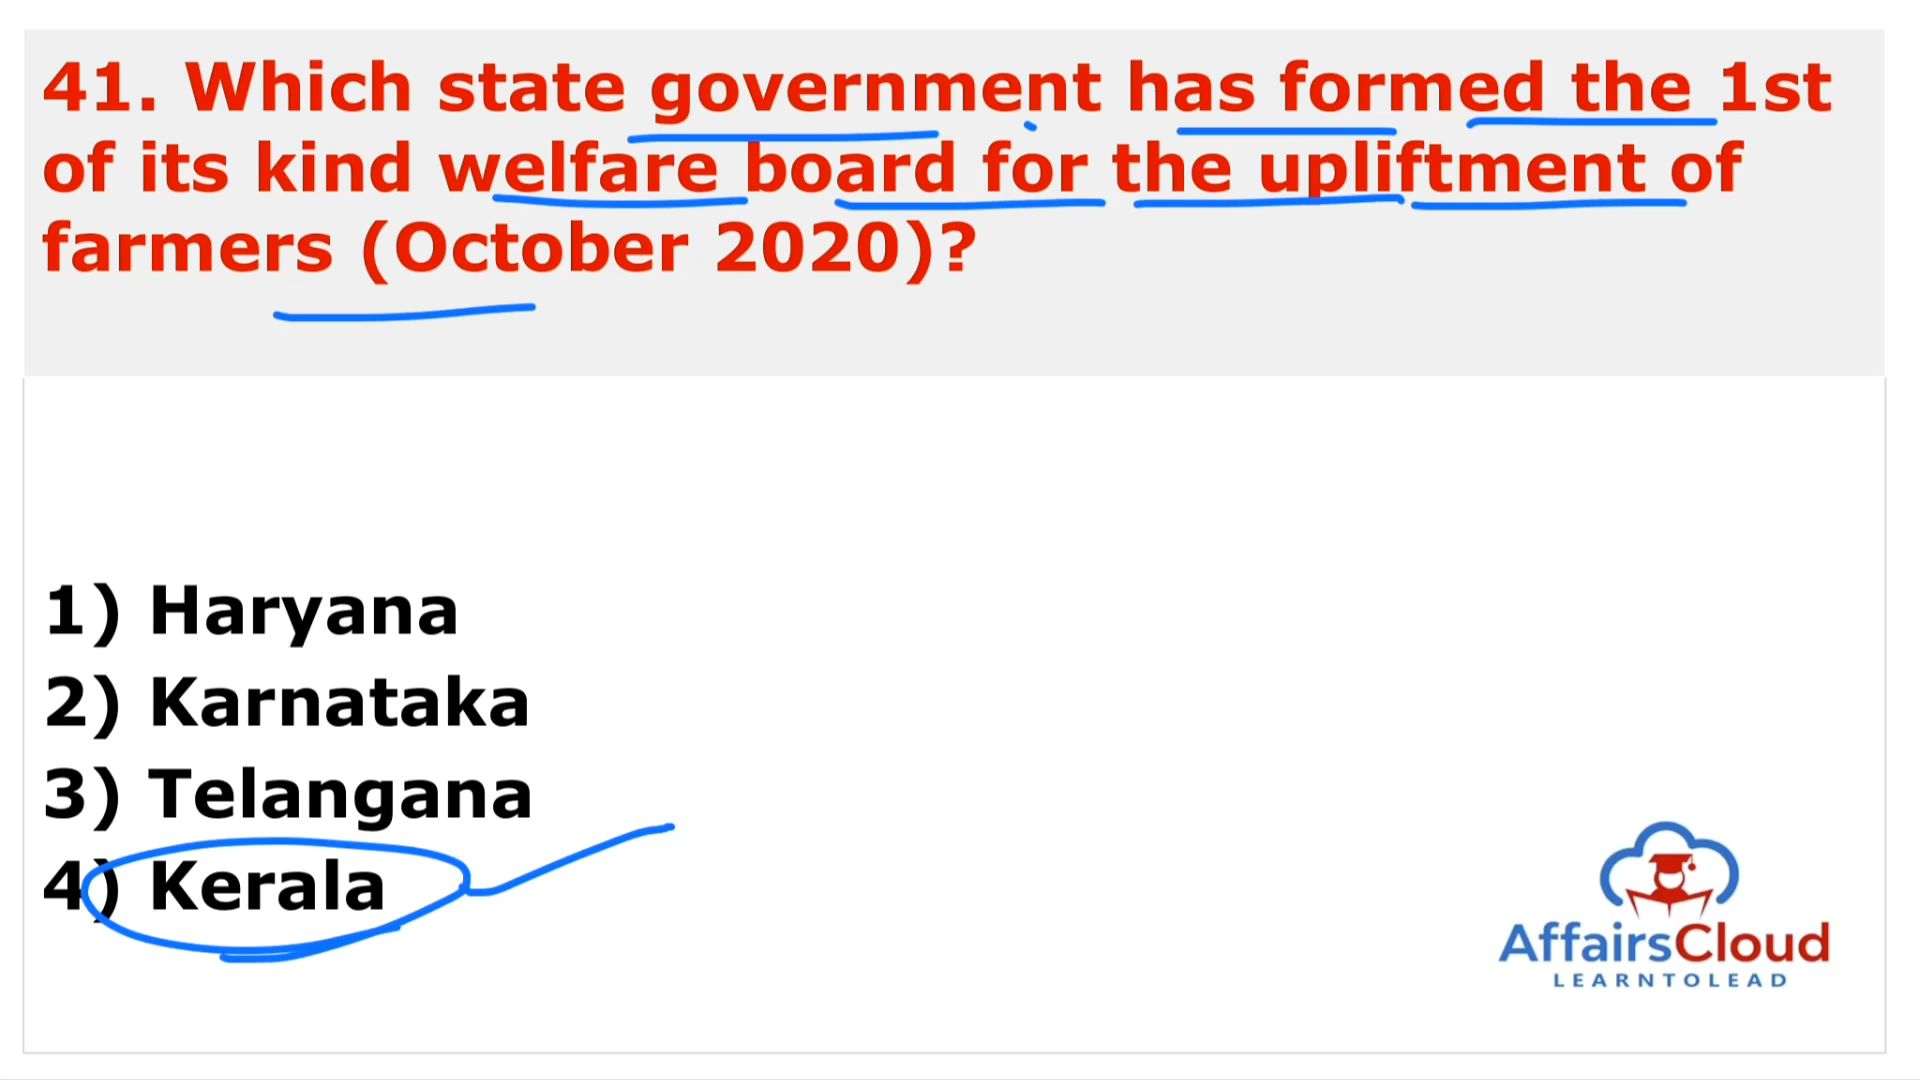 41. Which state government has formed the 1st
of its kind welfare board for the upliftment of
farmers (October 2020)?
1) Haryana
2) Karnataka
3) Telangana
4) Kerala
AffairsCloud
LEARNTOLEAD